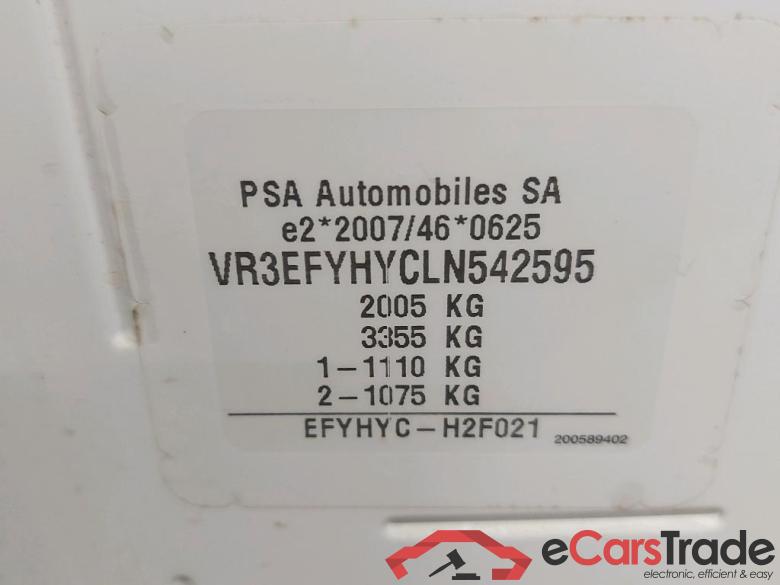 PSA Automobiles SA
e2*2007/46*0625
VR3EFYHYCLN542595
2005 KG
3355 KG
1-1110 KG
2-1075 KG
EFYHYC-H2F021
200589402
eCarsTrade
electronic, efficient & easy